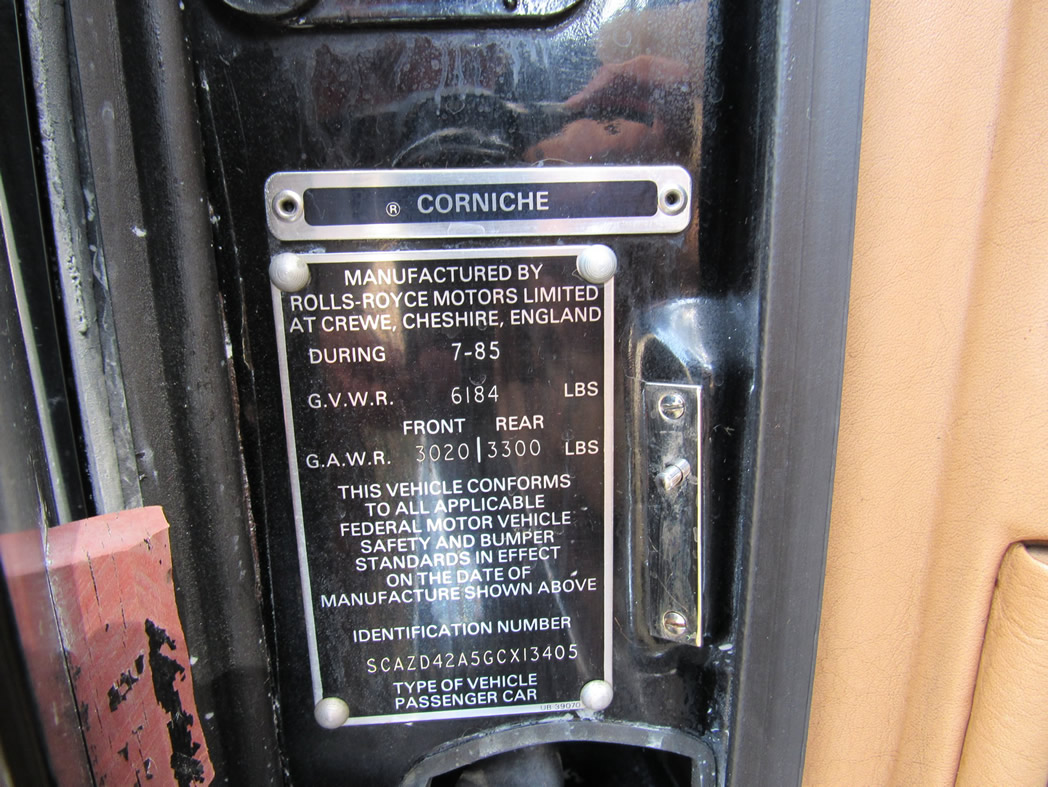 ® CORNICHE
MANUFACTURED BY
ROLLS-ROYCE MOTORS LIMITED
AT CREWE, CHESHIRE, ENGLAND
DURING 7-85
G.V.W.R. 6184 LBS
FRONT REAR
G.A.W.R. 3020 | 3300 LBS
THIS VEHICLE CONFORMS
TO ALL APPLICABLE
FEDERAL MOTOR VEHICLE
SAFETY AND BUMPER
STANDARDS IN EFFECT
ON THE DATE OF
MANUFACTURE SHOWN ABOVE
IDENTIFICATION NUMBER
SCAZD42A5GCX13405
TYPE OF VEHICLE
PASSENGER CAR
UB-39070